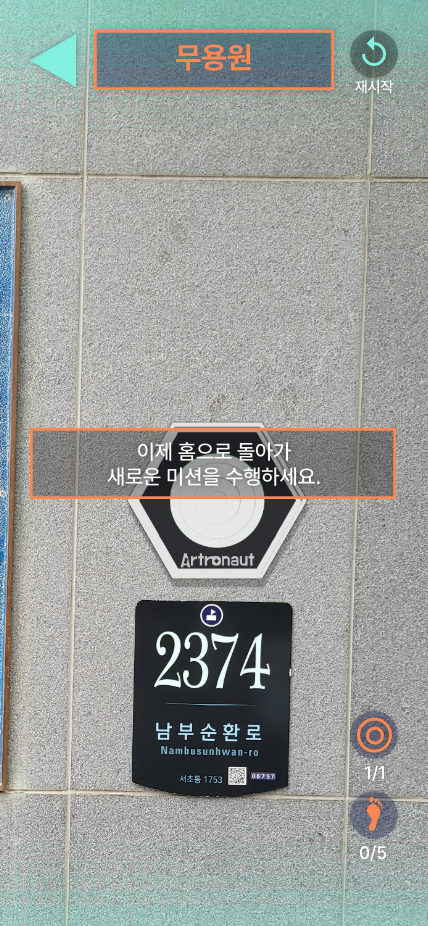 무용원
재시작
이제 홈으로 돌아가
새로운 미션을 수행하세요.
Artronaut
2374
남부순환로
Nambusunhwan-ro
서초동 1753
06757
1/1
0/5